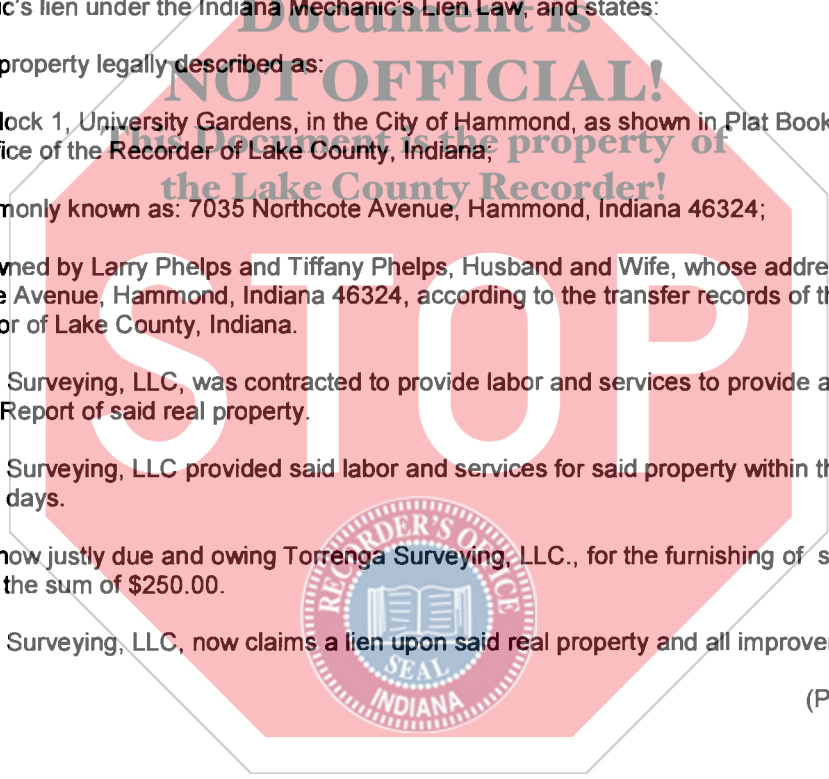 ic's lien under the Indiana Mechanic's Lien Law, and states:
Document is
property legally described as:
NOT OFFICIAL!
lock 1, University Gardens, in the City of Hammond, as shown in Plat Book
This Document is the property of
fice of the Recorder of Lake County, Indiana;
the Lake County Recorder!
monly known as: 7035 Northcote Avenue, Hammond, Indiana 46324;
wned by Larry Phelps and Tiffany Phelps, Husband and Wife, whose addre
e Avenue, Hammond, Indiana 46324, according to the transfer records of th
or of Lake County, Indiana.
STOP
Surveying, LLC, was contracted to provide labor and services to provide a
Report of said real property.
Surveying, LLC provided said labor and services for said property within th
days.
now justly due and owing Torrenga Surveying, LLC., for the furnishing of s
the sum of $250.00.
RECORDER'S OFFICE
SEAL
INDIANA
Surveying, LLC, now claims a lien upon said real property and all improve
(P